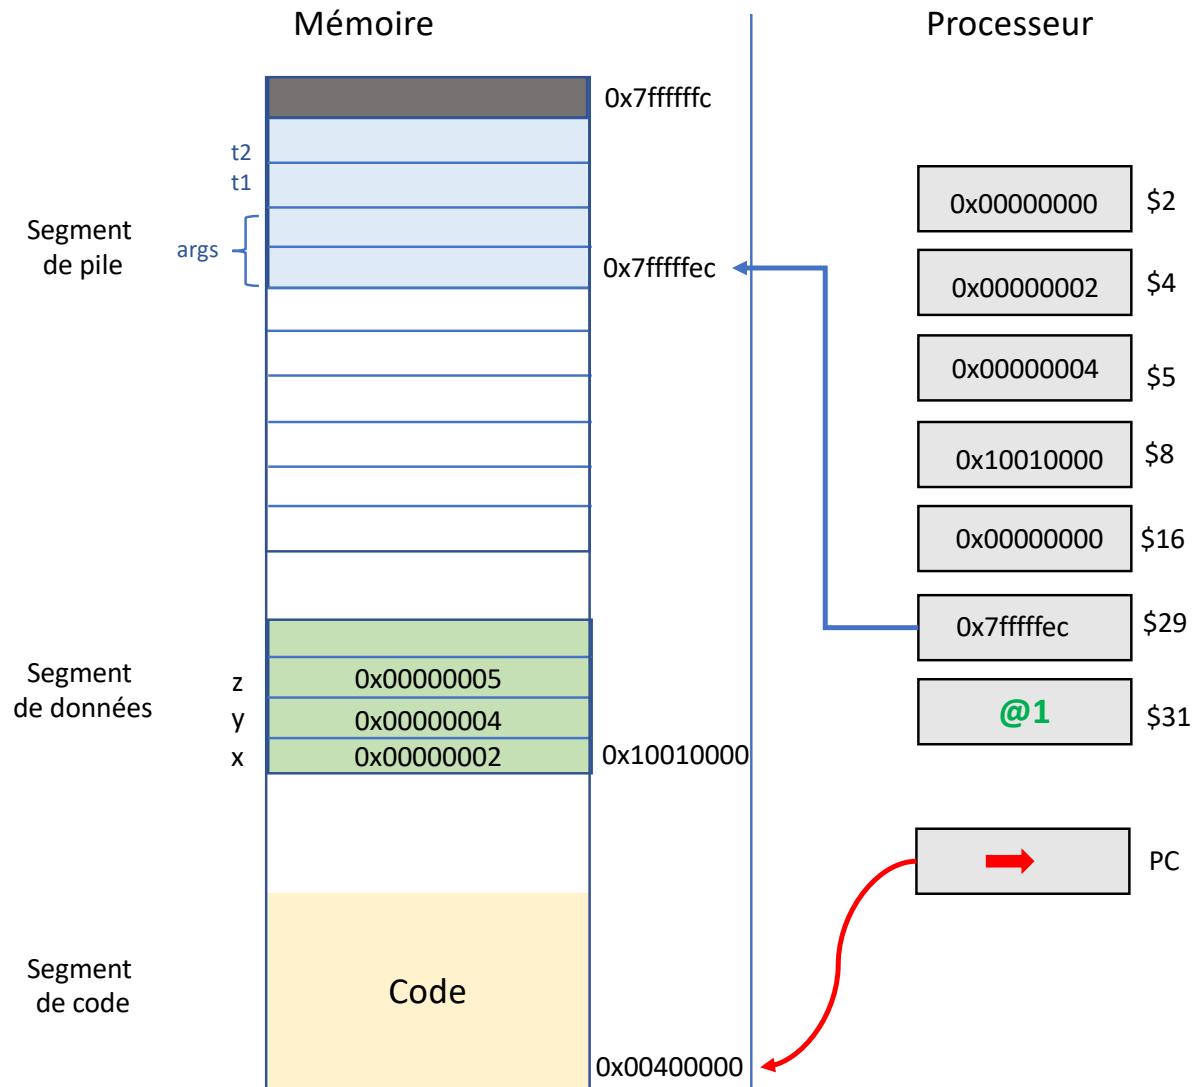 Mémoire
Processeur
0x7ffffffc
t2
t1
Segment
de pile
args
0x7fffffec
0x00000000 $2
0x00000002 $4
0x00000004 $5
0x10010000 $8
0x00000000 $16
0x7fffffec $29
@1 $31
Segment
de données
z 0x00000005
y 0x00000004
x 0x00000002 0x10010000
PC
Segment
de code
Code
0x00400000